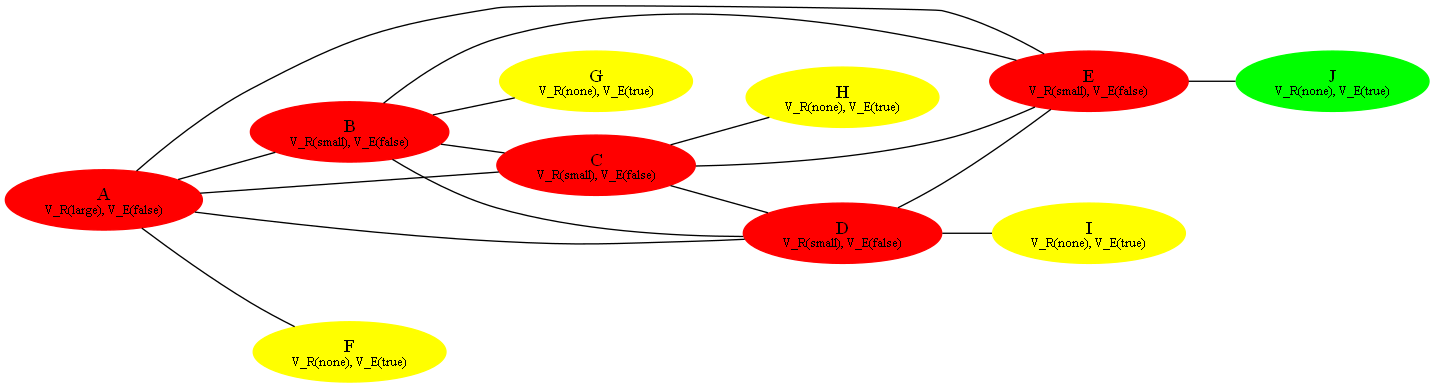 A
V_R(large), V_E(false)
B
V_R(small), V_E(false)
C
V_R(small), V_E(false)
D
V_R(small), V_E(false)
E
V_R(small), V_E(false)
F
V_R(none), V_E(true)
G
V_R(none), V_E(true)
H
V_R(none), V_E(true)
I
V_R(none), V_E(true)
J
V_R(none), V_E(true)